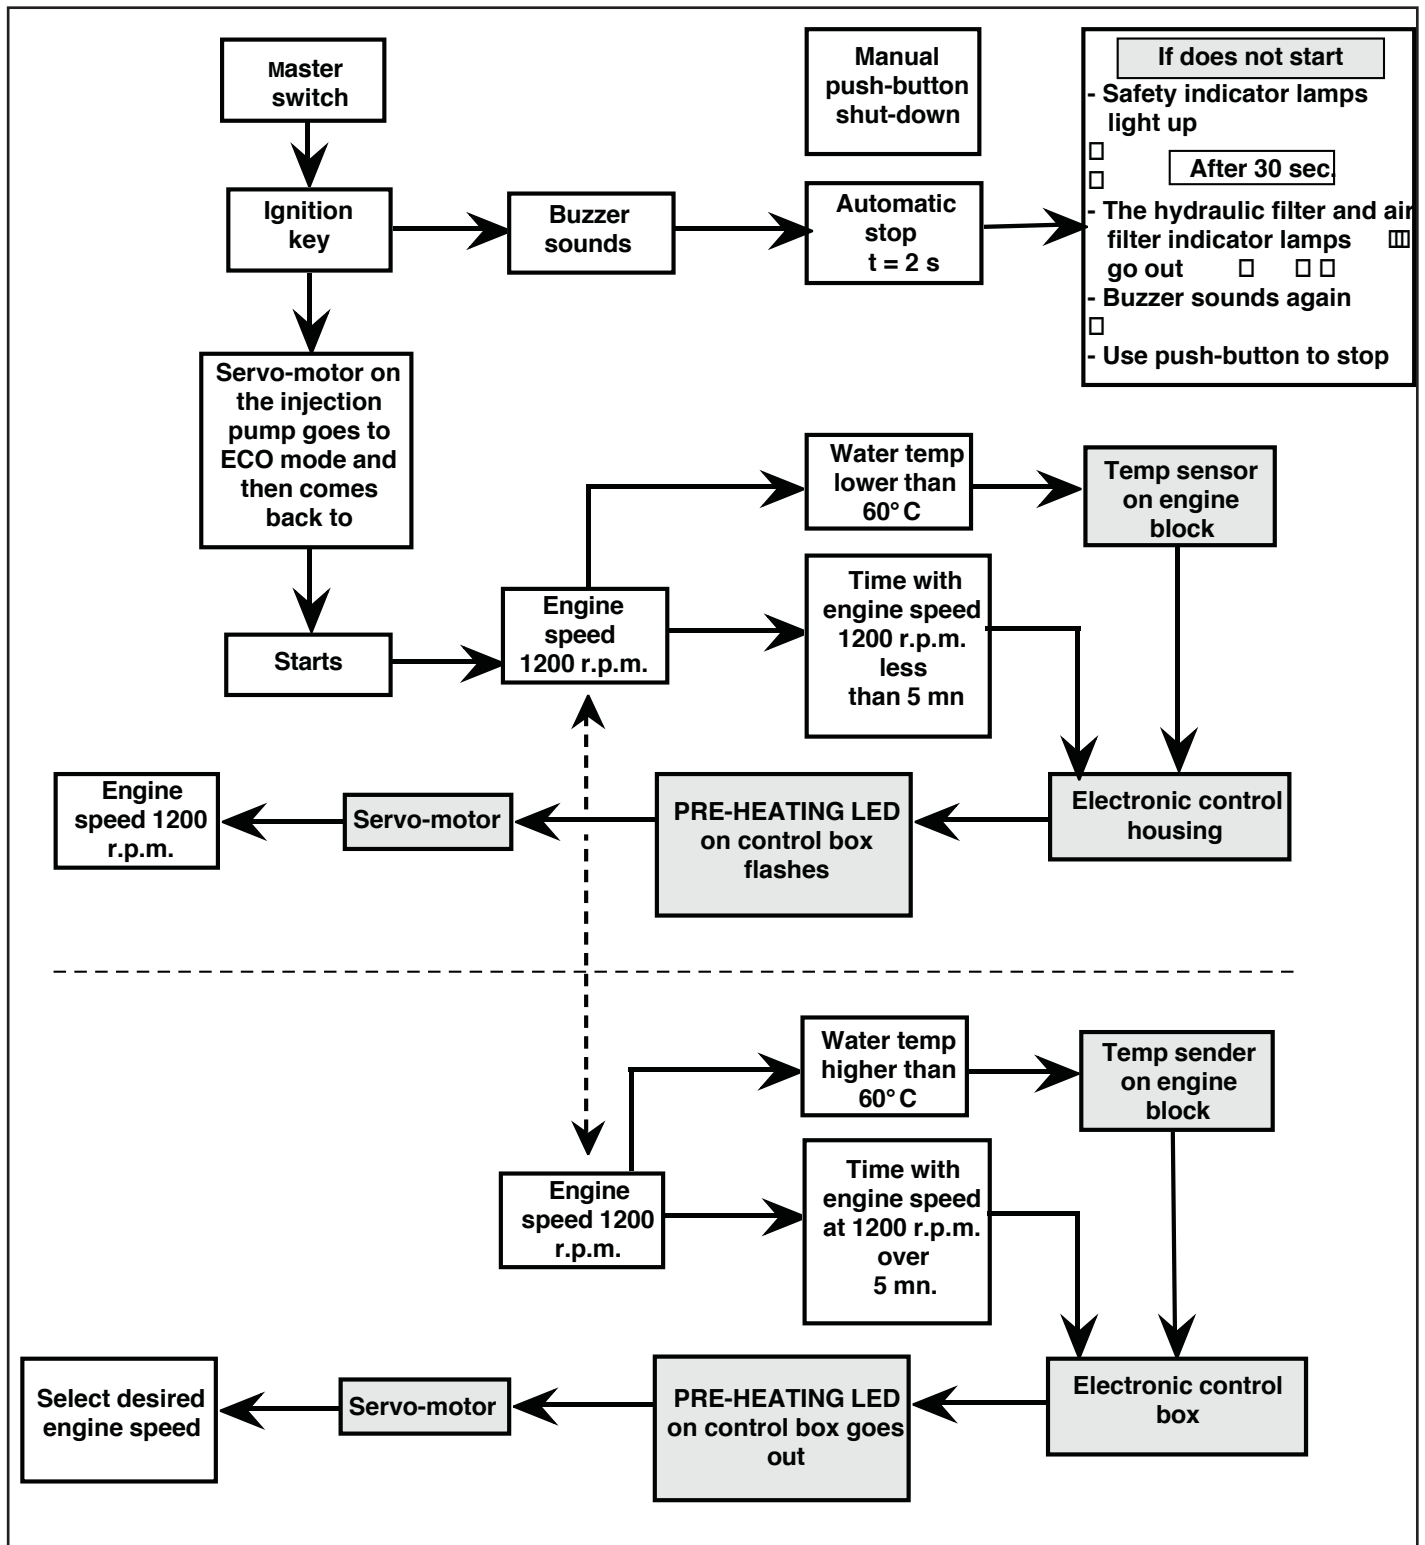 Master
switch
Manual
push-button
shut-down
If does not start
- Safety indicator lamps
light up
After 30 sec.
- The hydraulic filter and air
filter indicator lamps
go out
- Buzzer sounds again
- Use push-button to stop
Ignition
key
Buzzer
sounds
Automatic
stop
t = 2 s
Servo-motor on
the injection
pump goes to
ECO mode and
then comes
back to
Water temp
lower than
60° C
Temp sensor
on engine
block
Starts
Engine
speed
1200 r.p.m.
Time with
engine speed
1200 r.p.m.
less
than 5 mn
Engine
speed 1200
r.p.m.
Servo-motor
PRE-HEATING LED
on control box
flashes
Electronic control
housing
Water temp
higher than
60° C
Temp sender
on engine
block
Engine
speed 1200
r.p.m.
Time with
engine speed
at 1200 r.p.m.
over
5 mn.
Select desired
engine speed
Servo-motor
PRE-HEATING LED
on control box goes
out
Electronic control
box